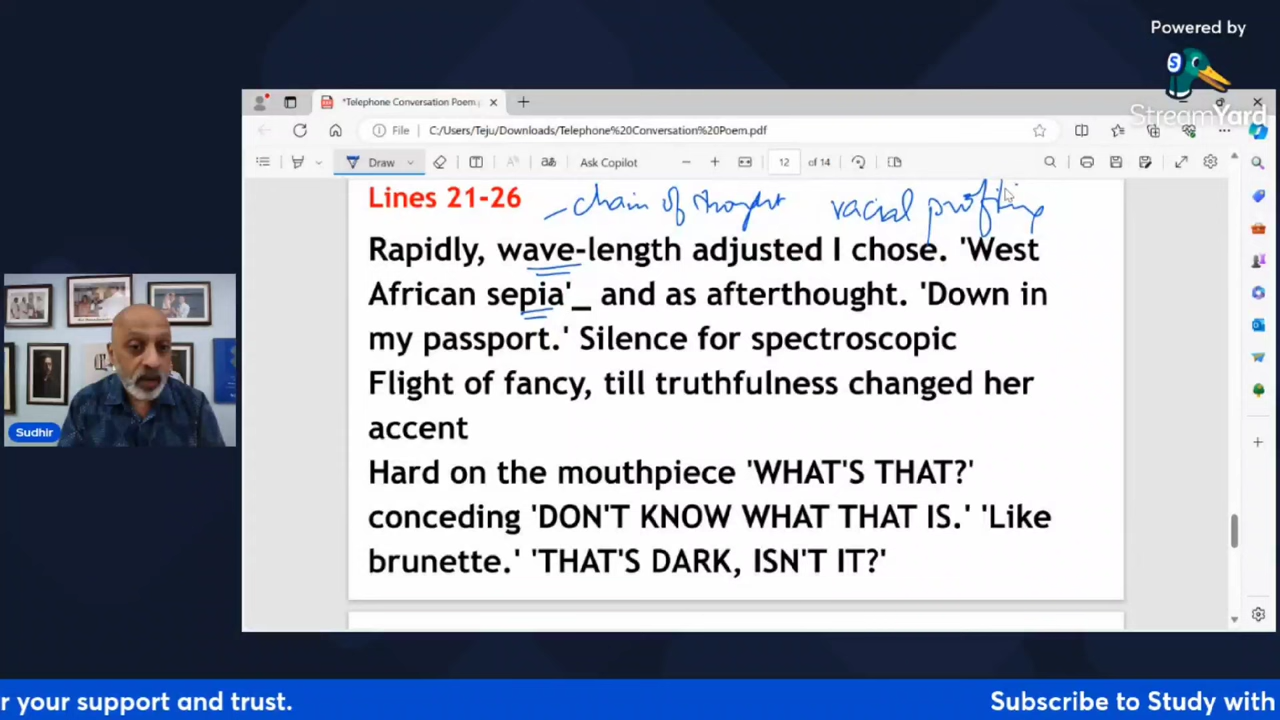 Powered by
S
StreamYard
*Telephone Conversation Poem.p
File
C:/Users/Teju/Downloads/Telephone%20Conversation%20Poem.pdf
Draw
Ask Copilot
12 of 14
Lines 21-26
chain of thought racial profiling
Rapidly, wave-length adjusted I chose. 'West
African sepia'_ and as afterthought. 'Down in
my passport.' Silence for spectroscopic
Flight of fancy, till truthfulness changed her
accent
Hard on the mouthpiece 'WHAT'S THAT?'
conceding 'DON'T KNOW WHAT THAT IS.' 'Like
brunette.' 'THAT'S DARK, ISN'T IT?'
Sudhir
r your support and trust.
Subscribe to Study with